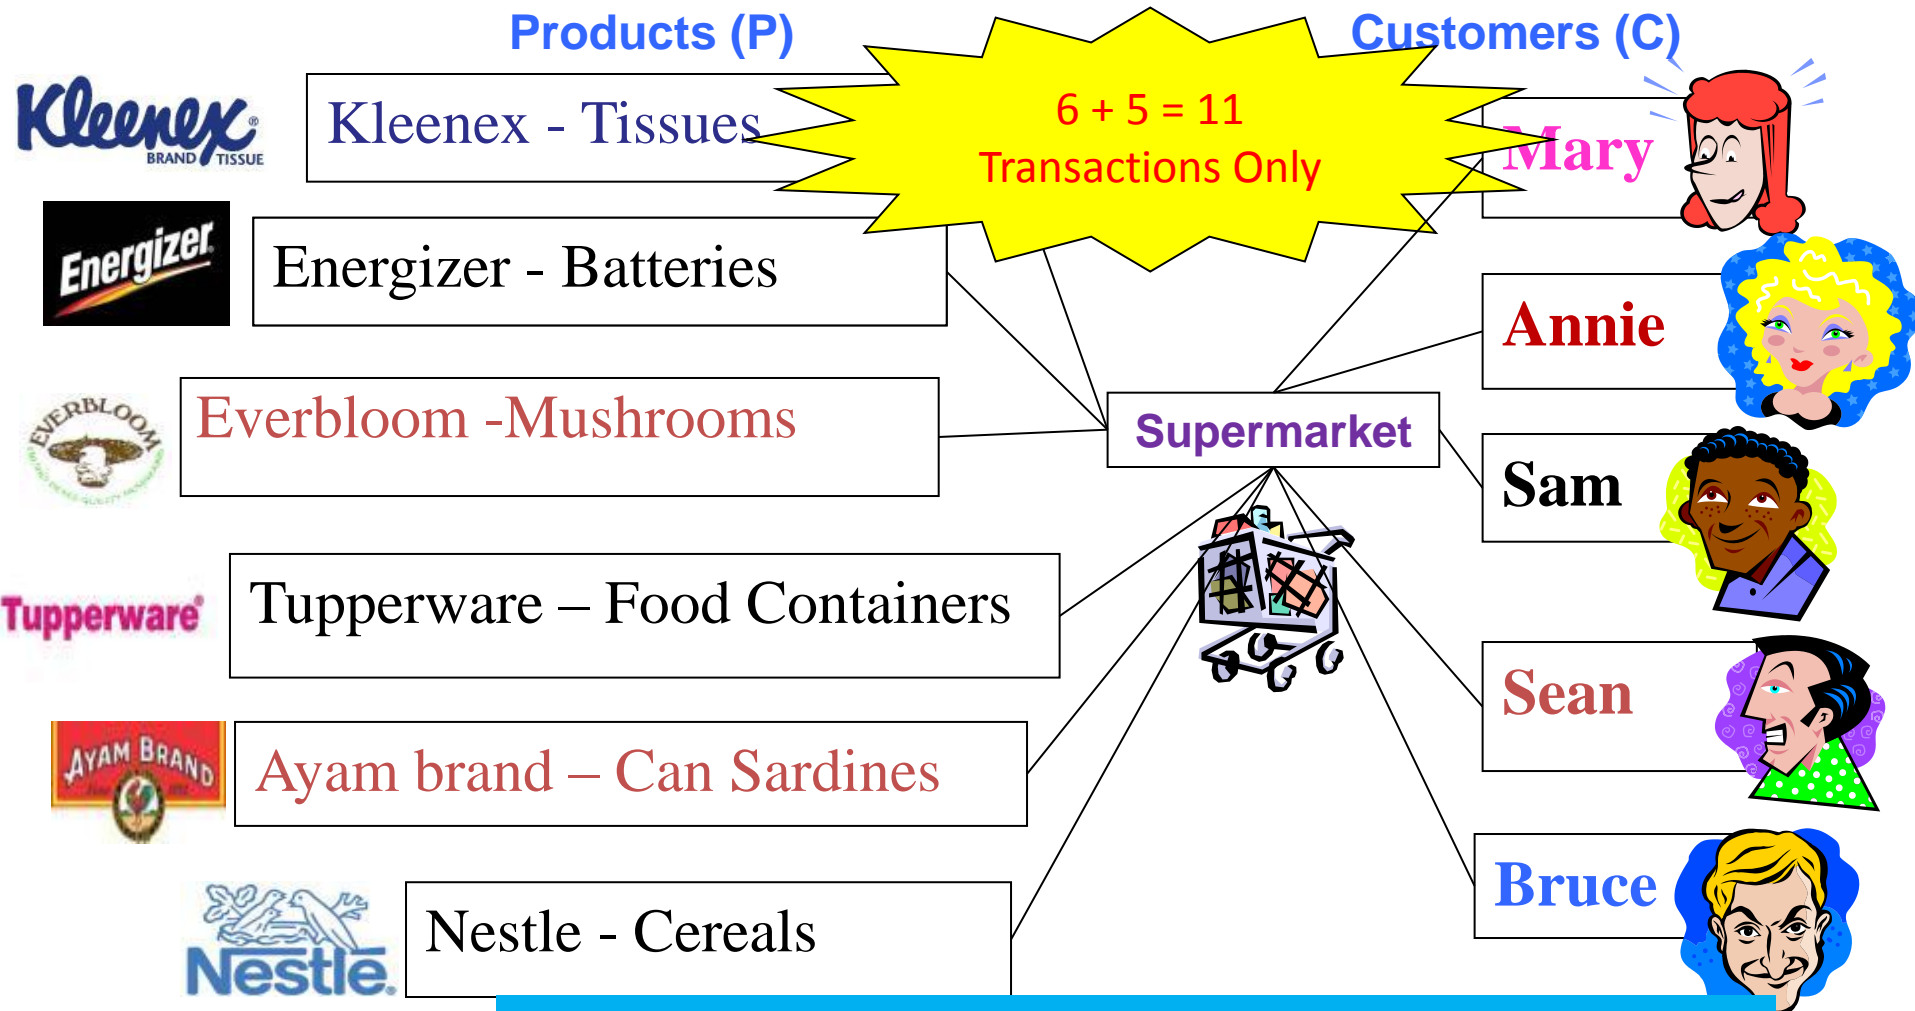 Products (P)
Customers (C)
6 + 5 = 11
Transactions Only
Kleenex®
BRAND TISSUE
Kleenex - Tissues
Mary
Energizer
Energizer - Batteries
Annie
EVERBLOOM
Everbloom -Mushrooms
Supermarket
Sam
Tupperware®
Tupperware – Food Containers
Sean
AYAM BRAND
Ayam brand – Can Sardines
Bruce
Nestlé
Nestle - Cereals